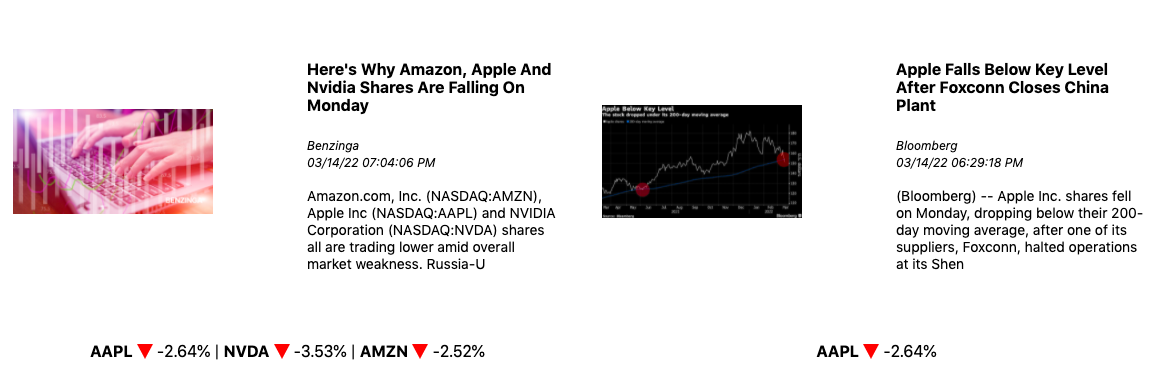 Here's Why Amazon, Apple And
Nvidia Shares Are Falling On
Monday
Benzinga
03/14/22 07:04:06 PM
Amazon.com, Inc. (NASDAQ:AMZN),
Apple Inc (NASDAQ:AAPL) and NVIDIA
Corporation (NASDAQ:NVDA) shares
all are trading lower amid overall
market weakness. Russia-U
BENZINGA
AAPL ▼ -2.64% | NVDA ▼ -3.53% | AMZN ▼ -2.52%
Apple Falls Below Key Level
After Foxconn Closes China
Plant
Bloomberg
03/14/22 06:29:18 PM
(Bloomberg) -- Apple Inc. shares fell
on Monday, dropping below their 200-
day moving average, after one of its
suppliers, Foxconn, halted operations
at its Shen
Apple Below Key Level
The stock dropped under its 200-day moving average
Source: Bloomberg
Bloomberg
AAPL ▼ -2.64%